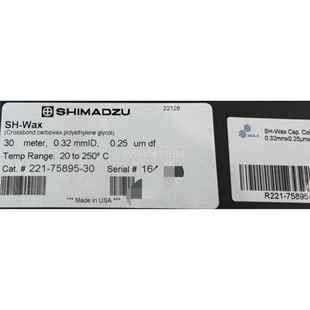 SHIMADZU
22128
SH-Wax
(Crossbond carbowax polyethylene glycol)
30 meter, 0.32 mmID, 0.25 um df
Temp Range: 20 to 250° C
Cat. # 221-75895-30 Serial # 16
*** Made in USA ***
SH-Wax Cap. Col
0.32mmx0.25μm
R221-75895-